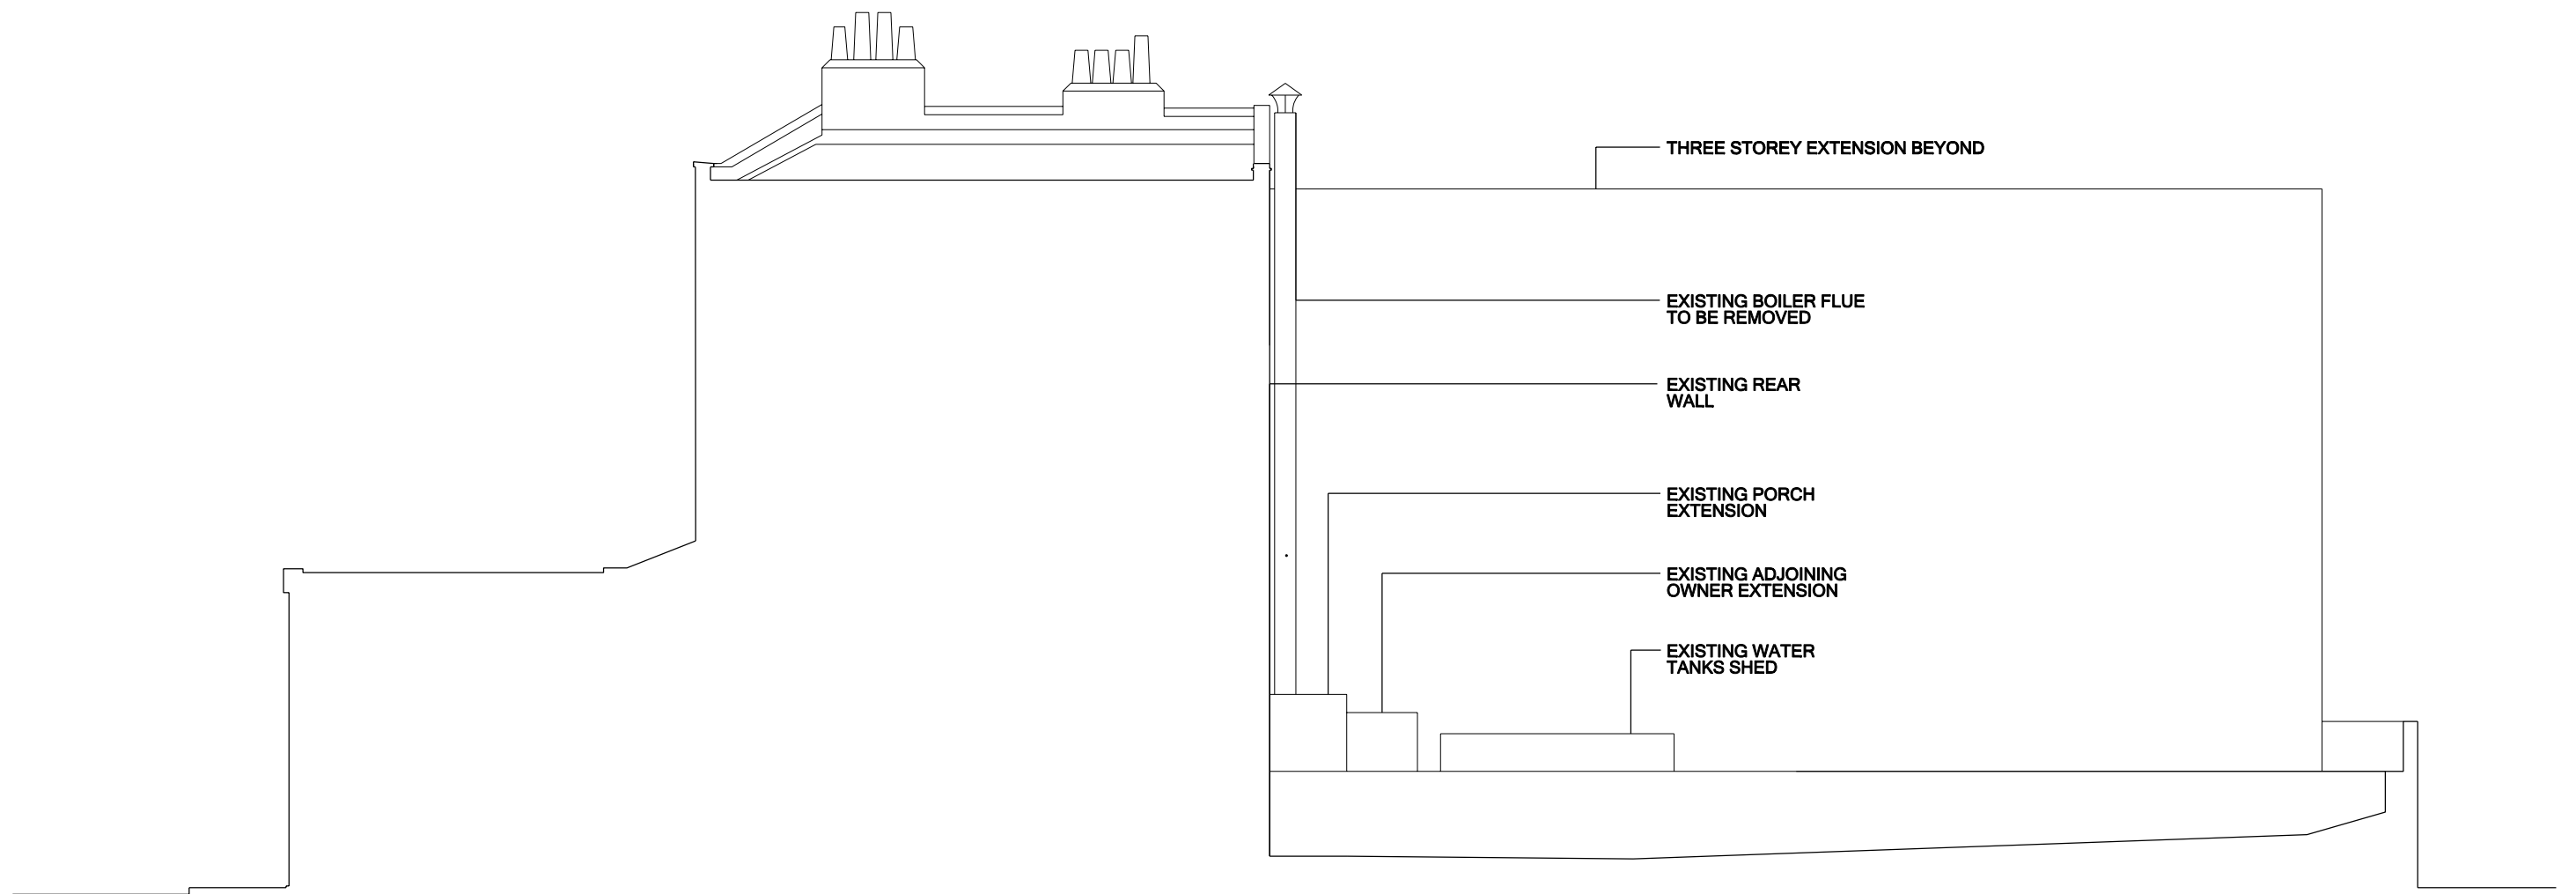 THREE STOREY EXTENSION BEYOND
EXISTING BOILER FLUE
TO BE REMOVED
EXISTING REAR
WALL
EXISTING PORCH
EXTENSION
EXISTING ADJOINING
OWNER EXTENSION
EXISTING WATER
TANKS SHED